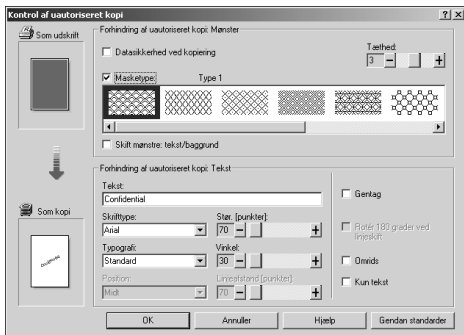 Kontrol af uautoriseret kopi
Som udskrift
Forhindring af uautoriseret kopi: Mønster
Datasikkerhed ved kopiering
Tæthed:
3
Masketype: Type 1
Skift mønstre: tekst/baggrund
Forhindring af uautoriseret kopi: Tekst
Tekst:
Confidential
Skrifttype: Stør. [punkter]:
Arial 70
Typografi: Vinkel:
Standard 30
Position: Linieafstand [punkter]:
Midt 70
Gentag
Rotér 180 grader ved
linieskift
Omrids
Kun tekst
Som kopi
OK Annuller Hjælp Gendan standarder